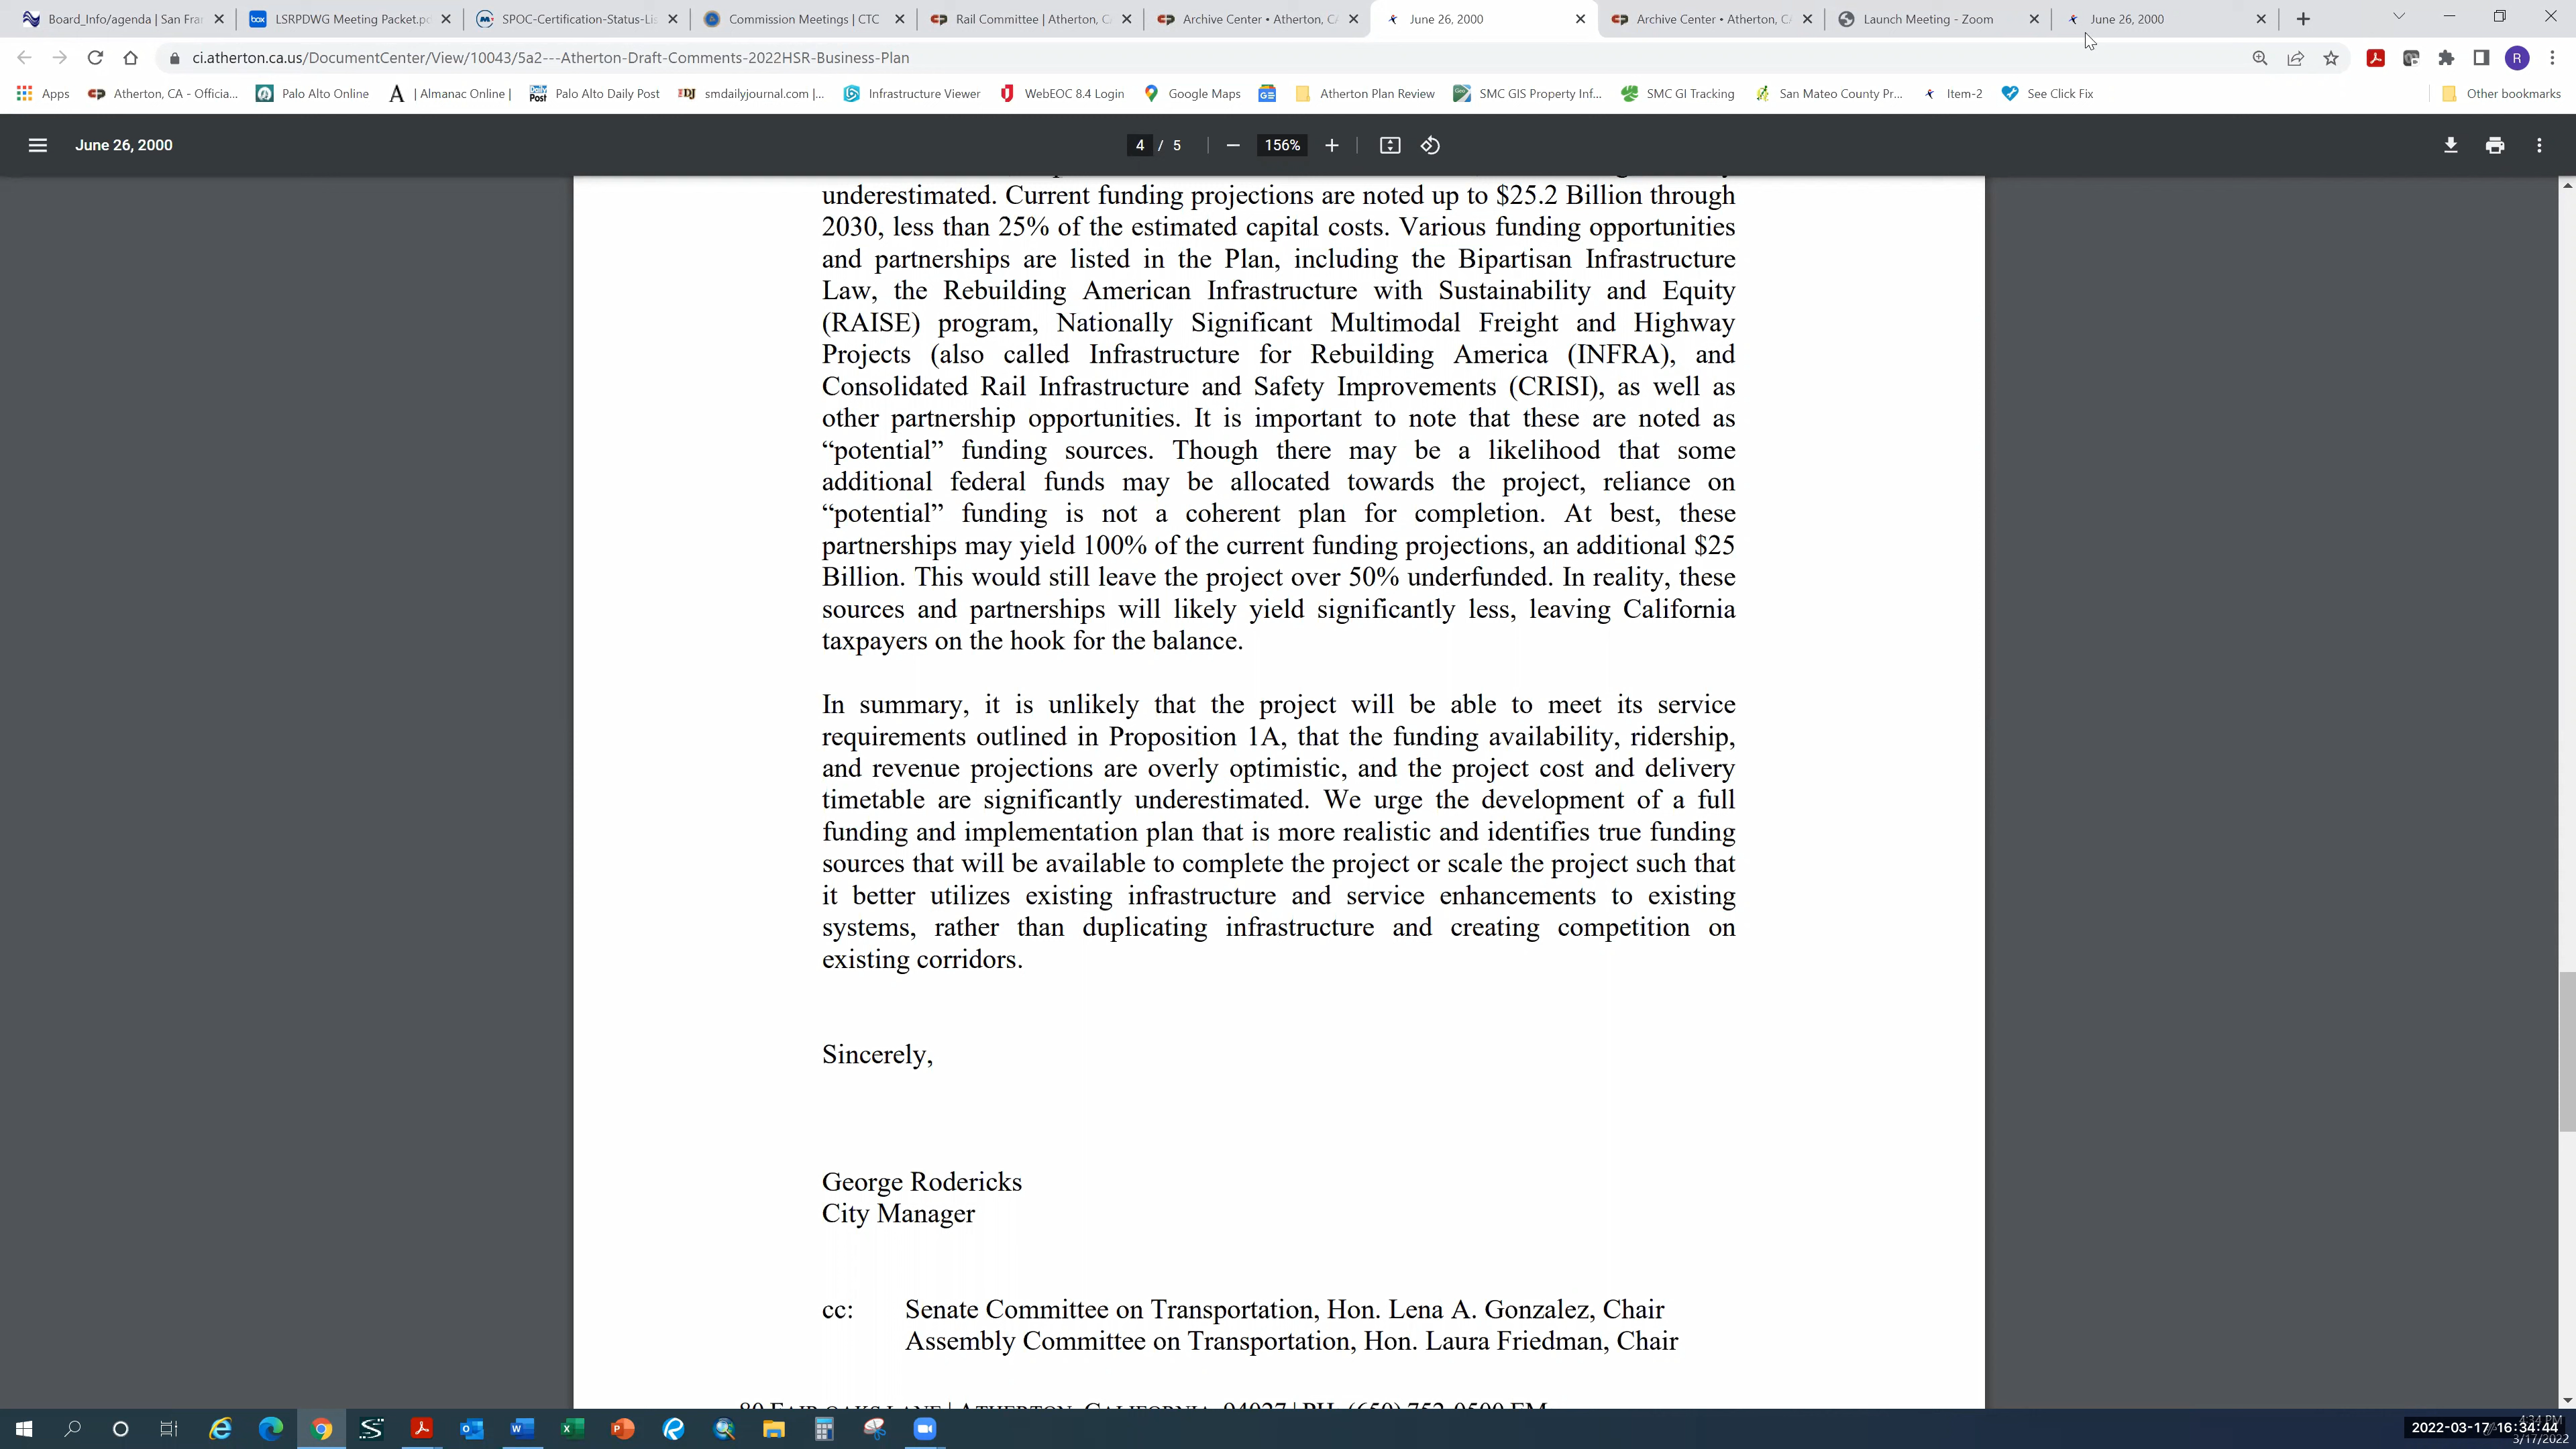 Board_Info/agenda | San Fra
LSRPDWG Meeting Packet.p
SPOC-Certification-Status-Li
Commission Meetings | CTC
Rail Committee | Atherton, C
Archive Center • Atherton, C
June 26, 2000
Archive Center • Atherton, C
Launch Meeting - Zoom
June 26, 2000
ci.atherton.ca.us/DocumentCenter/View/10043/5a2---Atherton-Draft-Comments-2022HSR-Business-Plan
R
Apps
Atherton, CA - Officia...
Palo Alto Online
| Almanac Online |
Palo Alto Daily Post
smdailyjournal.com |...
Infrastructure Viewer
WebEOC 8.4 Login
Google Maps
Atherton Plan Review
SMC GIS Property Inf...
SMC GI Tracking
San Mateo County Pr...
Item-2
See Click Fix
Other bookmarks
June 26, 2000
4 / 5
156%
underestimated. Current funding projections are noted up to $25.2 Billion through
2030, less than 25% of the estimated capital costs. Various funding opportunities
and partnerships are listed in the Plan, including the Bipartisan Infrastructure
Law, the Rebuilding American Infrastructure with Sustainability and Equity
(RAISE) program, Nationally Significant Multimodal Freight and Highway
Projects (also called Infrastructure for Rebuilding America (INFRA), and
Consolidated Rail Infrastructure and Safety Improvements (CRISI), as well as
other partnership opportunities. It is important to note that these are noted as
“potential” funding sources. Though there may be a likelihood that some
additional federal funds may be allocated towards the project, reliance on
“potential” funding is not a coherent plan for completion. At best, these
partnerships may yield 100% of the current funding projections, an additional $25
Billion. This would still leave the project over 50% underfunded. In reality, these
sources and partnerships will likely yield significantly less, leaving California
taxpayers on the hook for the balance.
In summary, it is unlikely that the project will be able to meet its service
requirements outlined in Proposition 1A, that the funding availability, ridership,
and revenue projections are overly optimistic, and the project cost and delivery
timetable are significantly underestimated. We urge the development of a full
funding and implementation plan that is more realistic and identifies true funding
sources that will be available to complete the project or scale the project such that
it better utilizes existing infrastructure and service enhancements to existing
systems, rather than duplicating infrastructure and creating competition on
existing corridors.
Sincerely,
George Rodericks
City Manager
cc: Senate Committee on Transportation, Hon. Lena A. Gonzalez, Chair
Assembly Committee on Transportation, Hon. Laura Friedman, Chair
80 FAIR OAKS LANE | ATHERTON, CALIFORNIA 94027 | PH: (650) 752-0500
4:34 PM
2022-03-17 16:34:44
3/17/2022